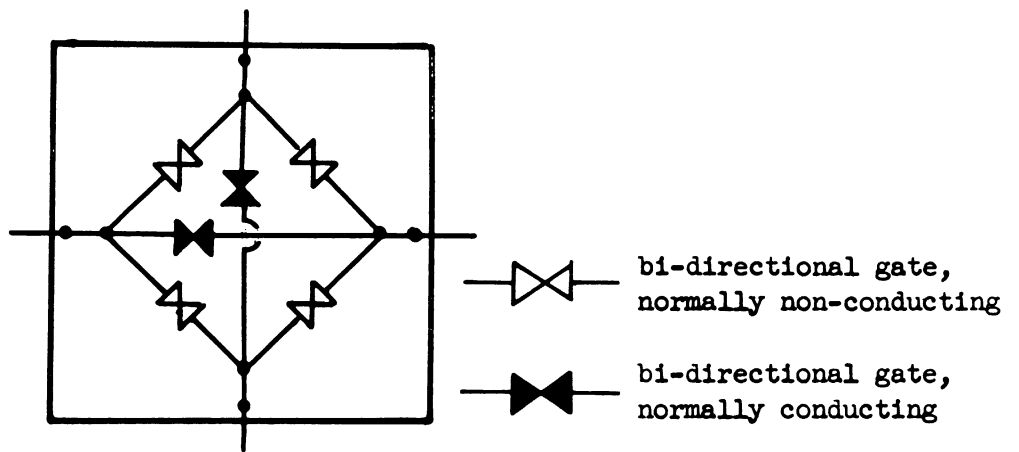 bi-directional gate,
normally non-conducting
bi-directional gate,
normally conducting